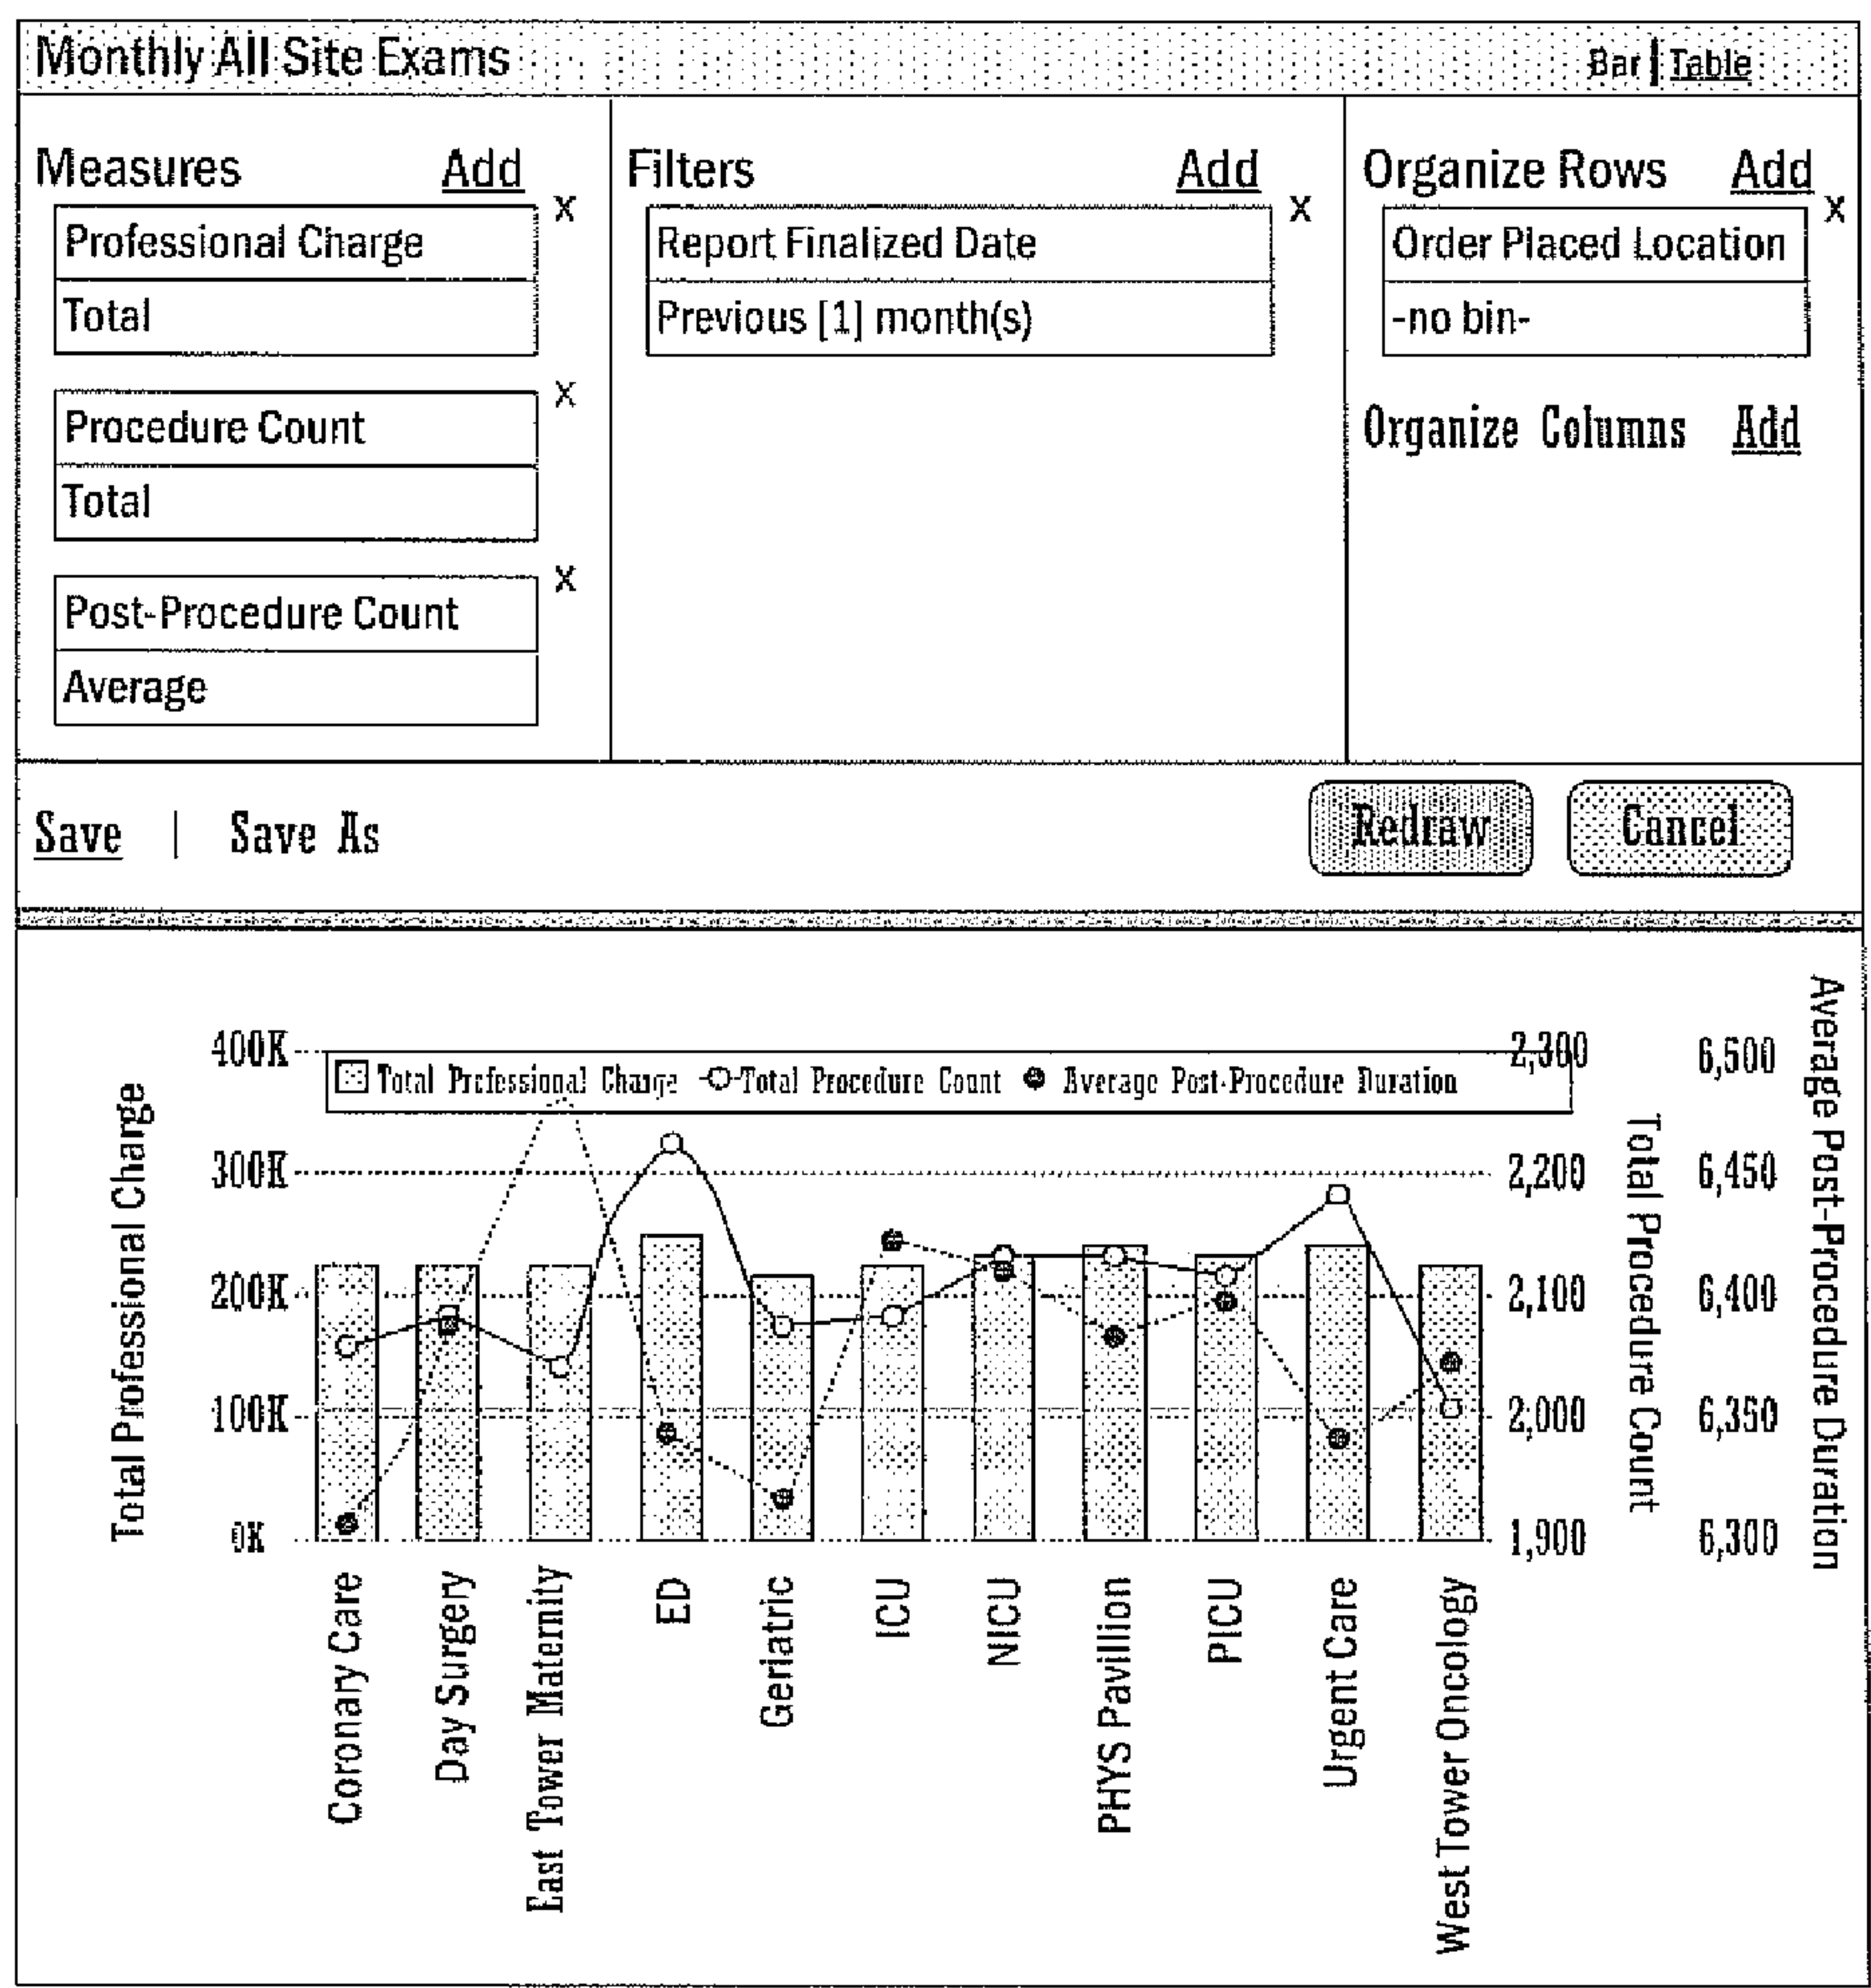 Monthly All Site Exams
Bar | Table
Measures Add
Professional Charge X
Total
Procedure Count X
Total
Post-Procedure Count X
Average
Filters Add
Report Finalized Date X
Previous [1] month(s)
Organize Rows Add
Order Placed Location X
-no bin-
Organize Columns Add
Save | Save As
Redraw
Cancel
Total Professional Charge
400K
300K
200K
100K
0K
Total Professional Charge Total Procedure Count Average Post-Procedure Duration
2,300
2,200
2,100
2,000
1,900
Total Procedure Count
6,500
6,450
6,400
6,350
6,300
Average Post-Procedure Duration
Coronary Care
Day Surgery
East Tower Maternity
ED
Geriatric
ICU
NICU
PHYS Pavillion
PICU
Urgent Care
West Tower Oncology